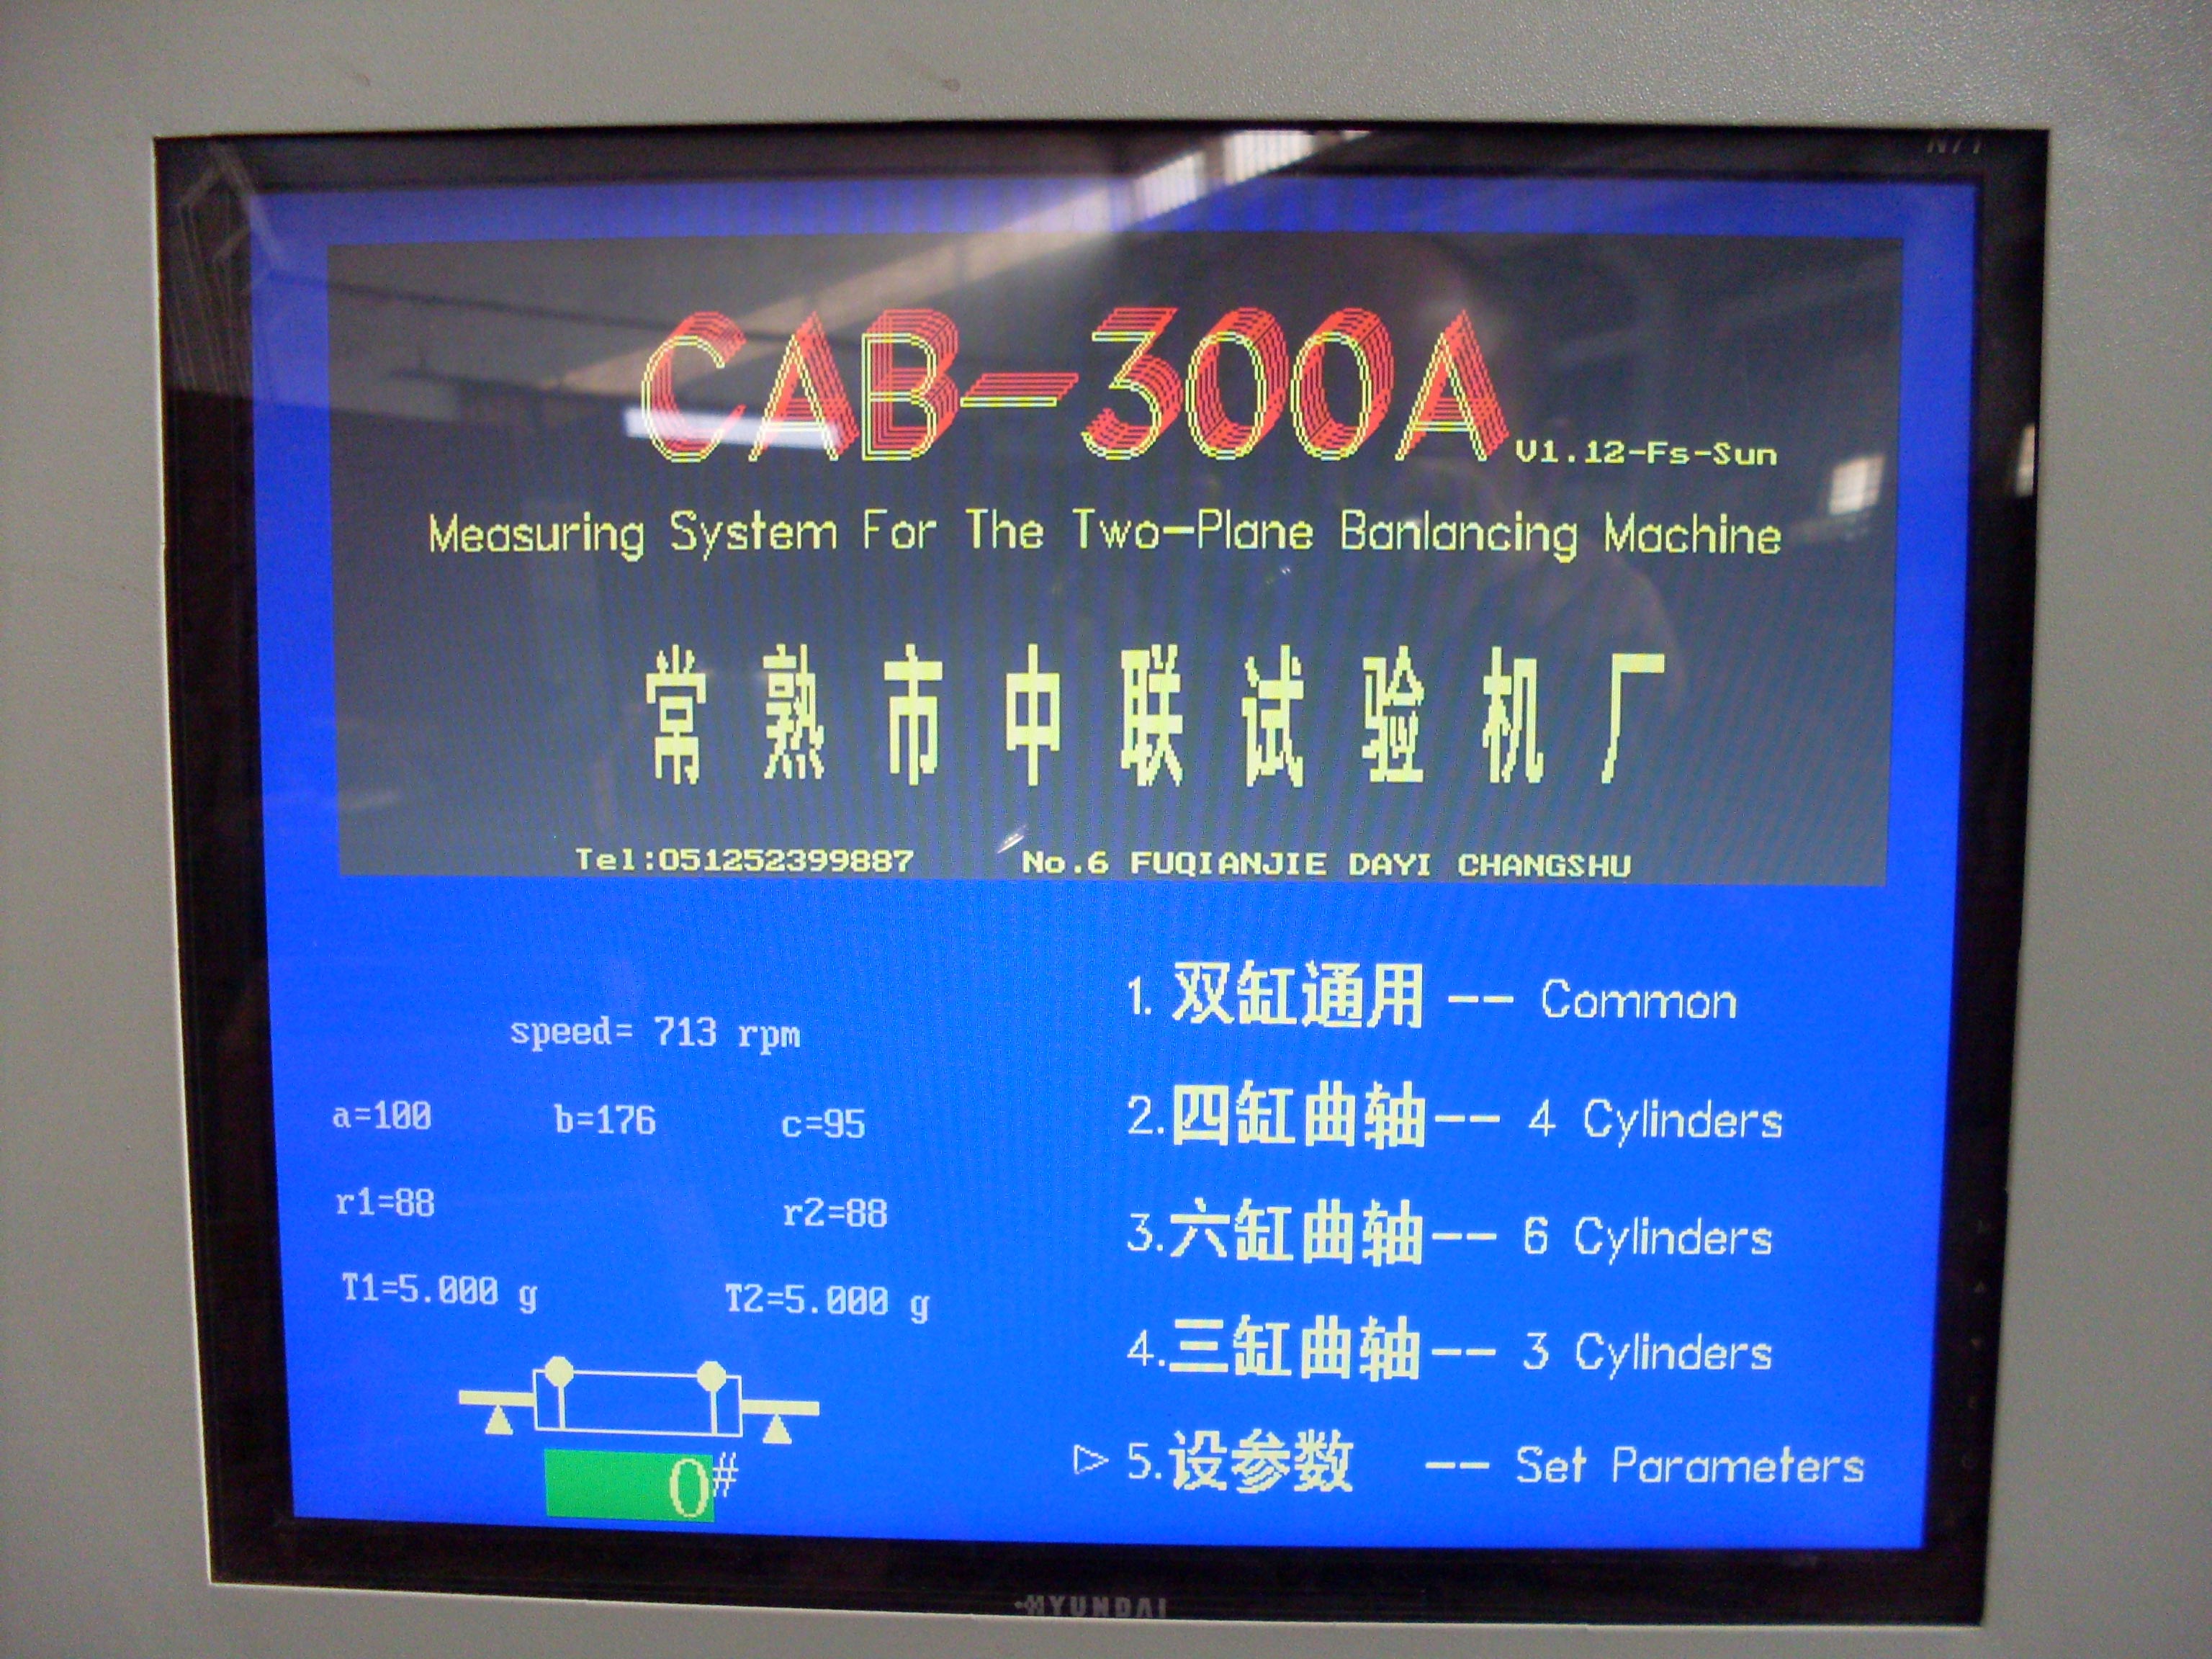 CAB-300A V1.12-Fs-Sun
Measuring System For The Two-Plane Banlancing Machine
常熟市中联试验机厂
Tel:051252399887 No.6 FUQIANJIE DAYI CHANGSHU
speed= 713 rpm
a=100 b=176 c=95
r1=88 r2=88
T1=5.000 g T2=5.000 g
0#
1. 双缸通用 -- Common
2.四缸曲轴-- 4 Cylinders
3.六缸曲轴-- 6 Cylinders
4.三缸曲轴-- 3 Cylinders
5.设参数 -- Set Parameters
HYUNDAI